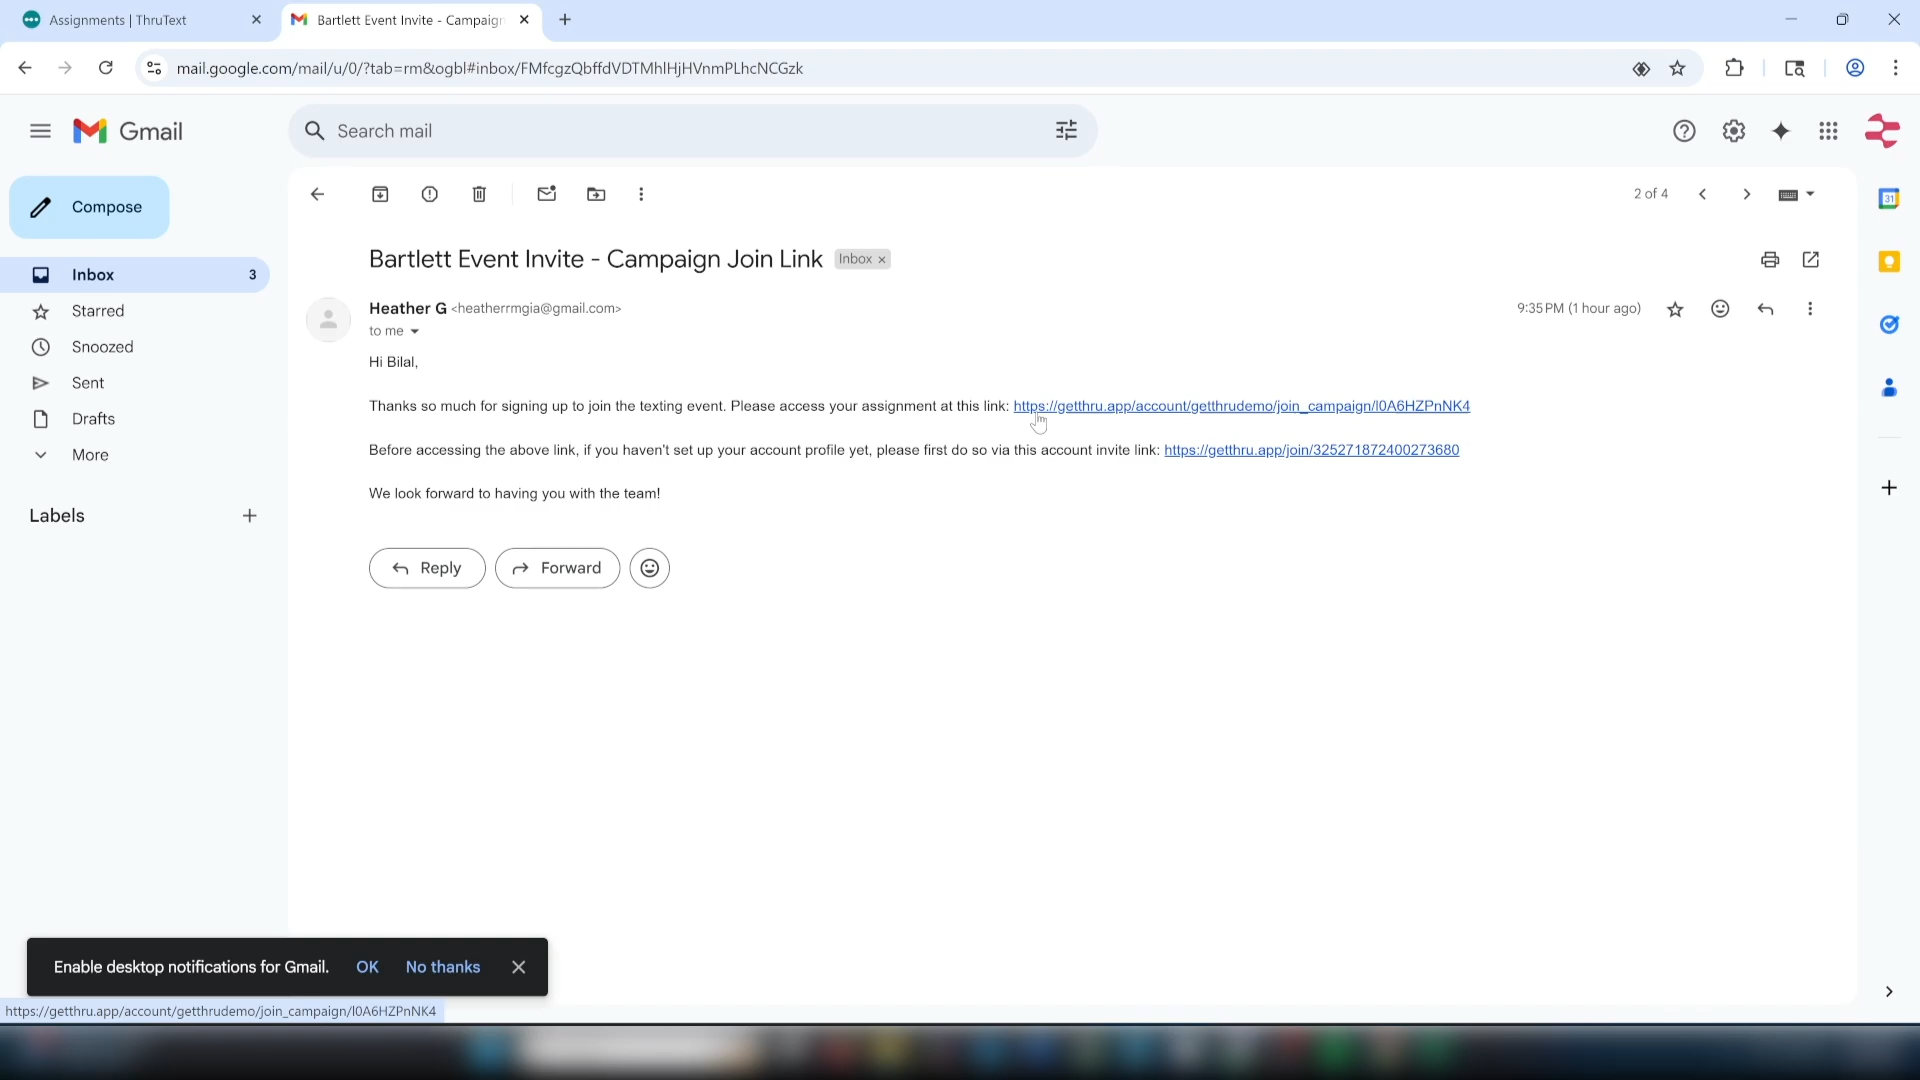 Assignments | ThruText
Bartlett Event Invite - Campaign
mail.google.com/mail/u/0/?tab=rm&ogbl#inbox/FMfcgzQbffdVDTMhlHjHVnmPLhcNCGzk
Gmail
Search mail
Compose
2 of 4
31
Inbox 3
Starred
Snoozed
Sent
Drafts
More
Labels
Bartlett Event Invite - Campaign Join Link Inbox x
Heather G <heatherrmgia@gmail.com>
9:35 PM (1 hour ago)
to me
Hi Bilal,
Thanks so much for signing up to join the texting event. Please access your assignment at this link: https://getthru.app/account/getthrudemo/join_campaign/l0A6HZPnNK4
Before accessing the above link, if you haven't set up your account profile yet, please first do so via this account invite link: https://getthru.app/join/325271872400273680
We look forward to having you with the team!
Reply
Forward
Enable desktop notifications for Gmail. OK No thanks
https://getthru.app/account/getthrudemo/join_campaign/l0A6HZPnNK4